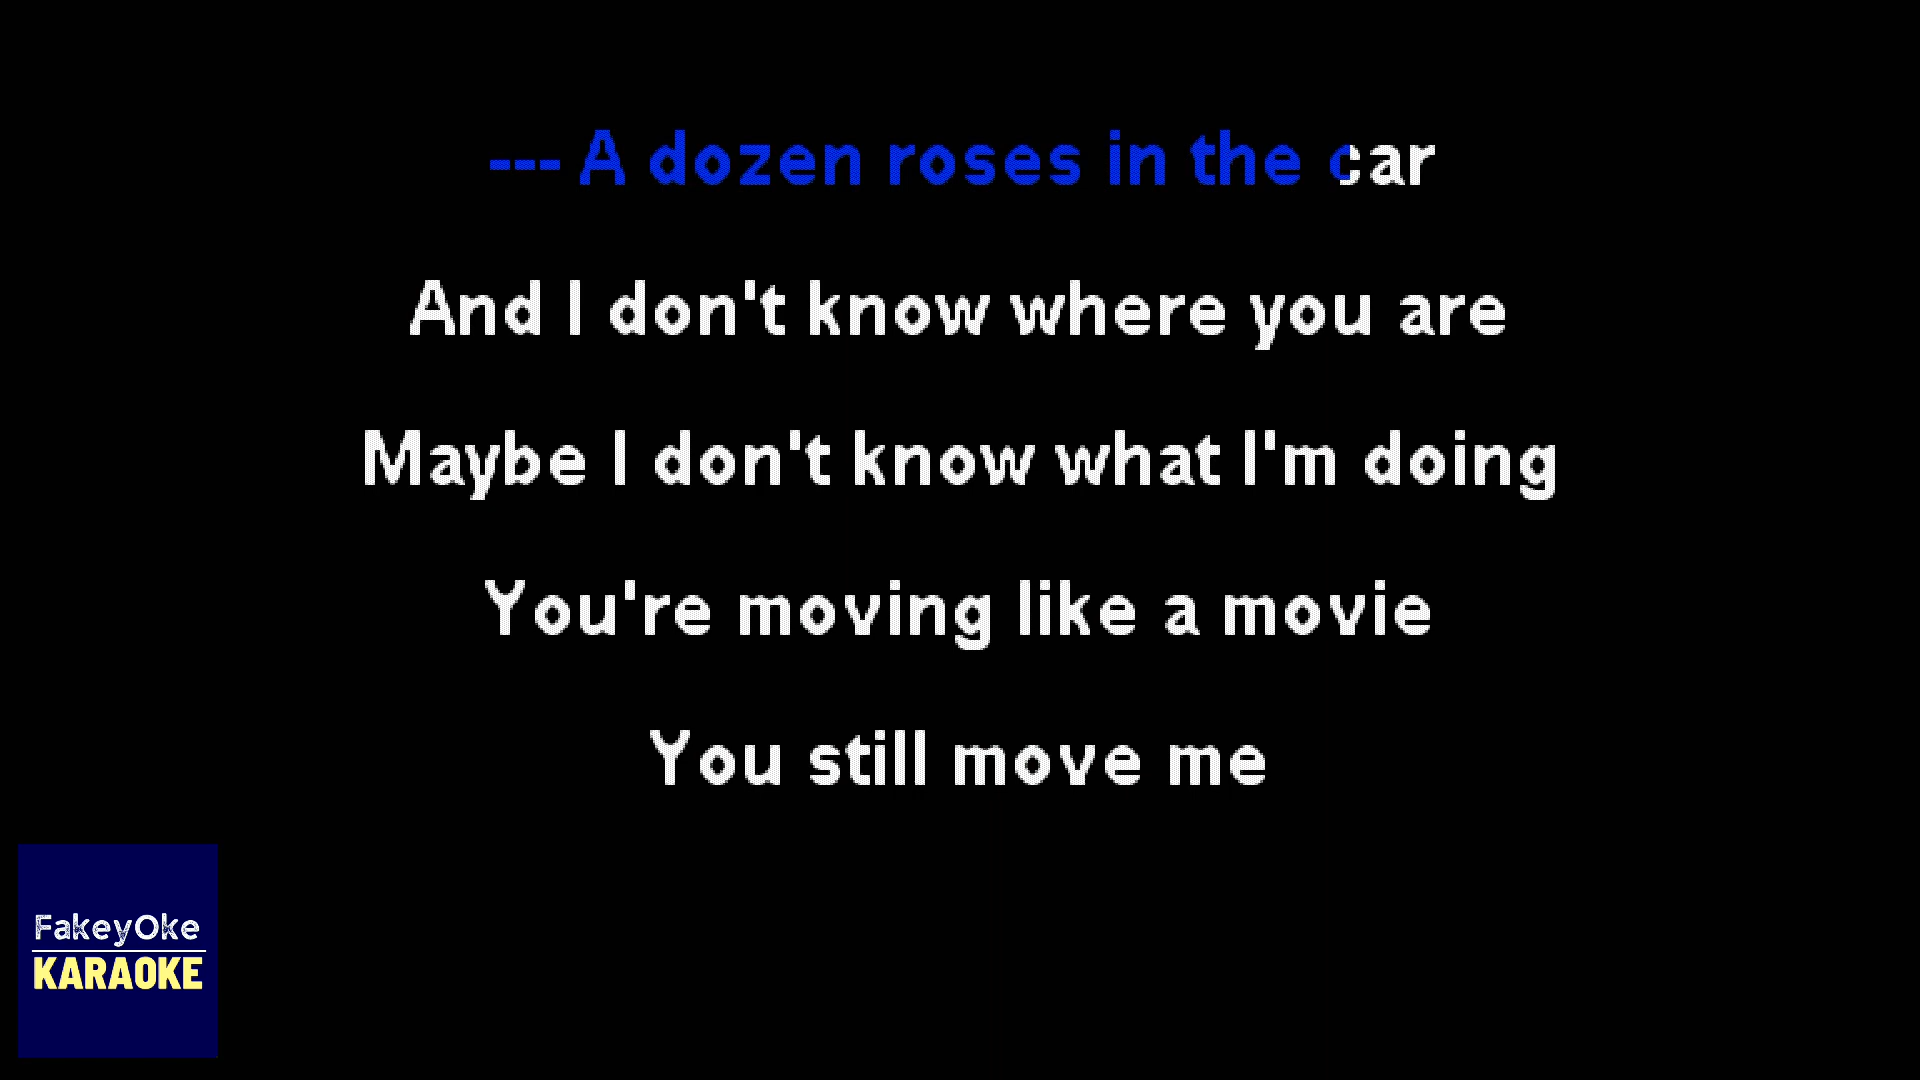 --- A dozen roses in the car
And I don't know where you are
Maybe I don't know what I'm doing
You're moving like a movie
You still move me
FakeyOke
KARAOKE